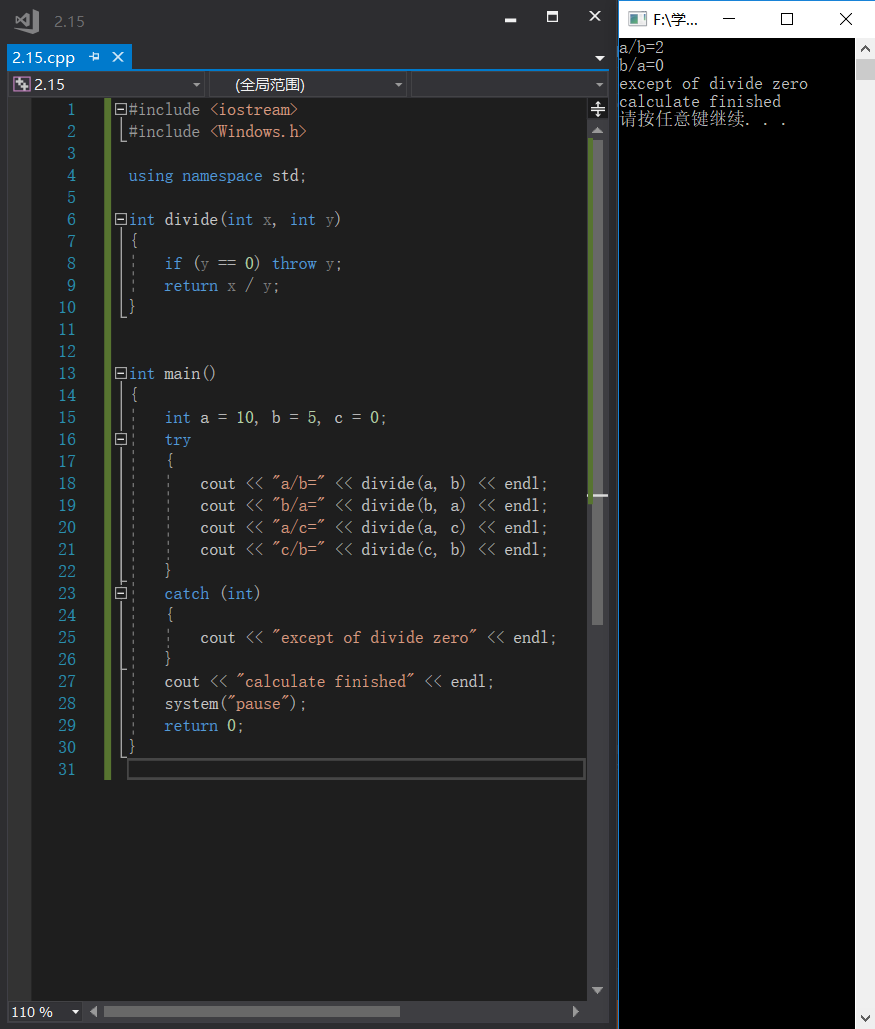 2.15
2.15.cpp
2.15
(全局范围)
1 #include <iostream>
2 #include <Windows.h>
3
4 using namespace std;
5
6 int divide(int x, int y)
7 {
8 if (y == 0) throw y;
9 return x / y;
10 }
11
12
13 int main()
14 {
15 int a = 10, b = 5, c = 0;
16 try
17 {
18 cout << "a/b=" << divide(a, b) << endl;
19 cout << "b/a=" << divide(b, a) << endl;
20 cout << "a/c=" << divide(a, c) << endl;
21 cout << "c/b=" << divide(c, b) << endl;
22 }
23 catch (int)
24 {
25 cout << "except of divide zero" << endl;
26 }
27 cout << "calculate finished" << endl;
28 system("pause");
29 return 0;
30 }
31
110 %
F:\学...
a/b=2
b/a=0
except of divide zero
calculate finished
请按任意键继续. . .